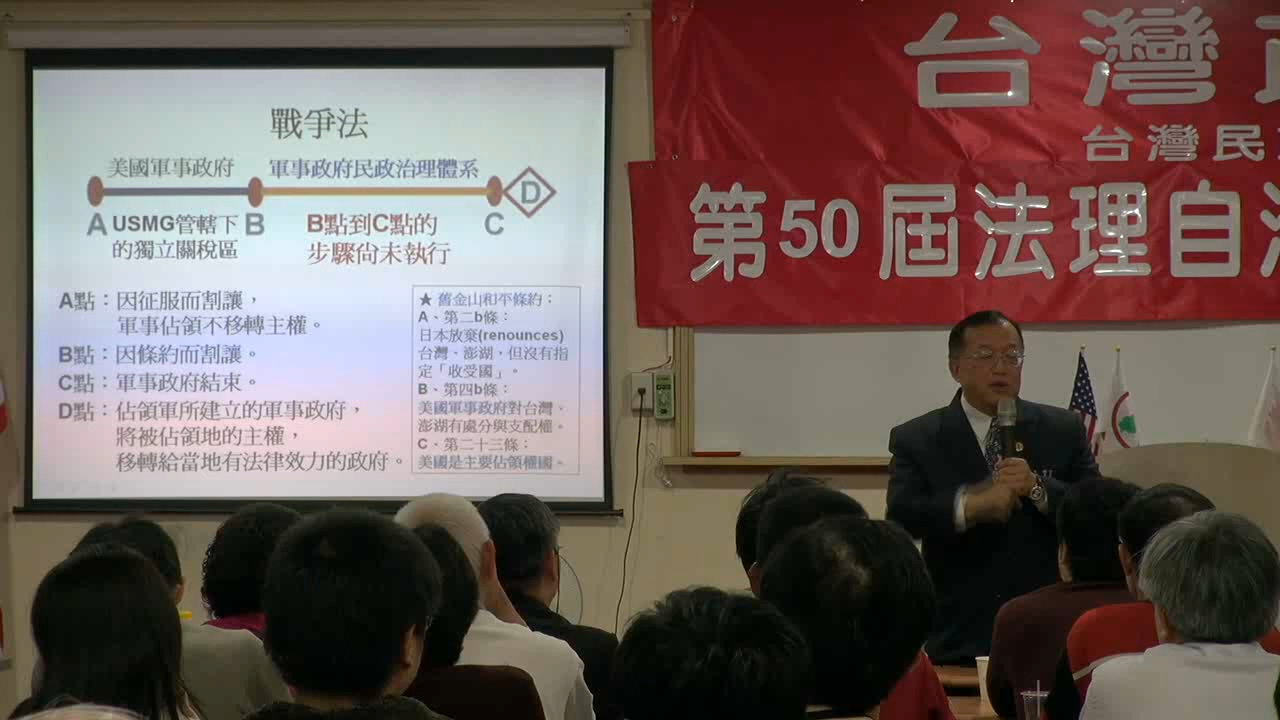 戰爭法
美國軍事政府
軍事政府民政治理體系
D
A
USMG管轄下
的獨立關稅區
B
B點到C點的
步驟尚未執行
C
A點：因征服而割讓，
軍事佔領不移轉主權。
B點：因條約而割讓。
C點：軍事政府結束。
D點：佔領軍所建立的軍事政府，
將被佔領地的主權，
移轉給當地有法律效力的政府。
★ 舊金山和平條約：
A、第二b條：
日本放棄(renounces)
台灣、澎湖，但沒有指
定「收受國」。
B、第四b條：
美國軍事政府對台灣、
澎湖有處分與支配權。
C、第二十三條：
美國是主要佔領權國。
台灣
台灣民
第50屆法理自